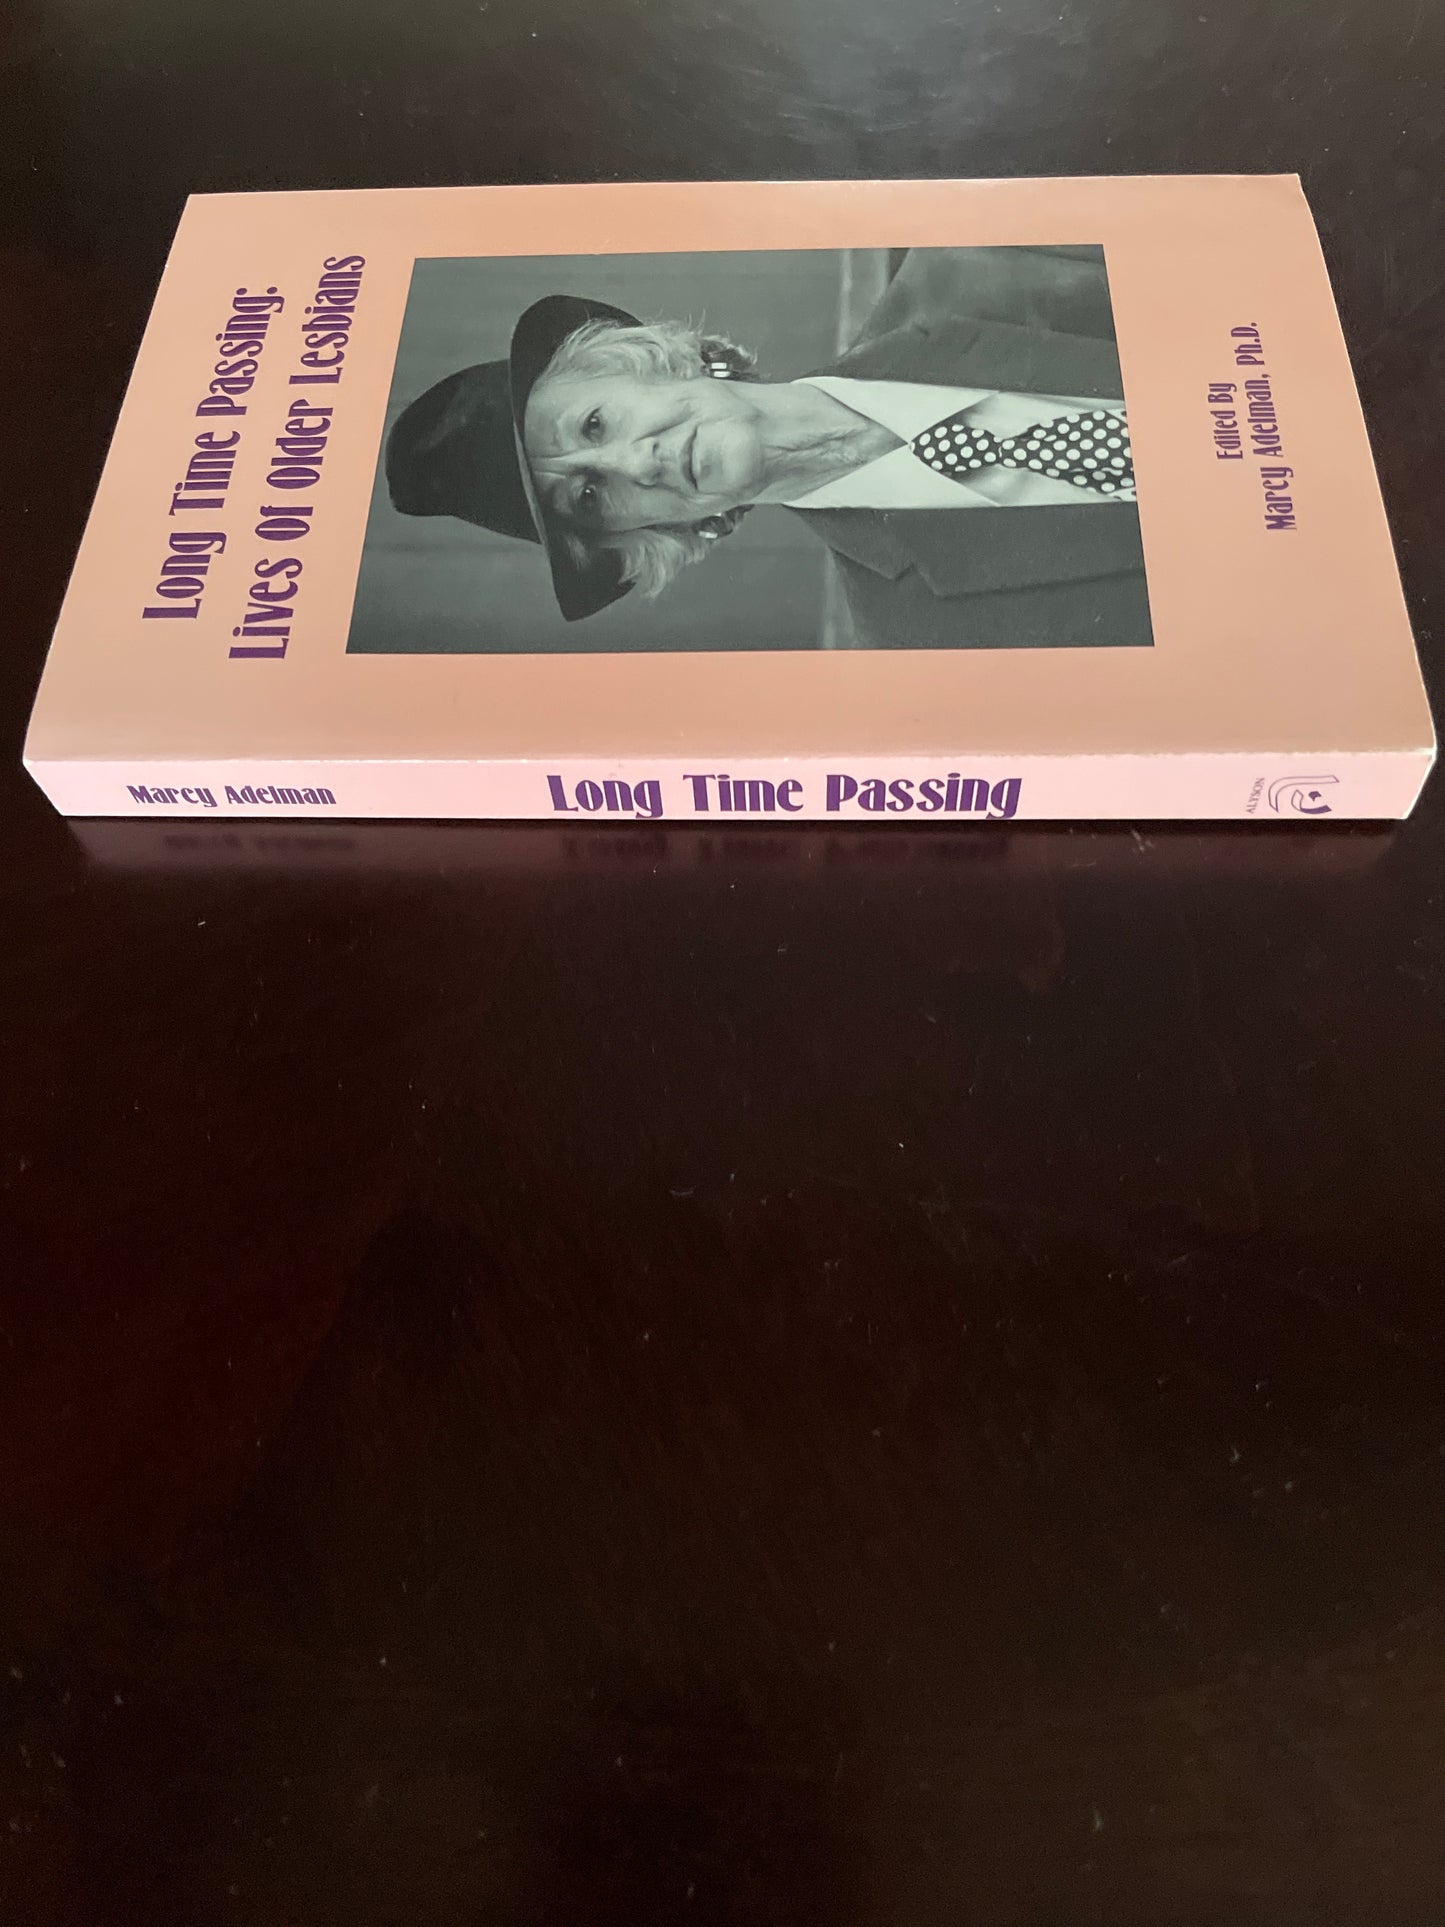 Long Time Passing:
Lives Of Older Lesbians
Edited By
Marcy Adelman, Ph.D.
Marcy Adelman
Long Time Passing
ALYSON